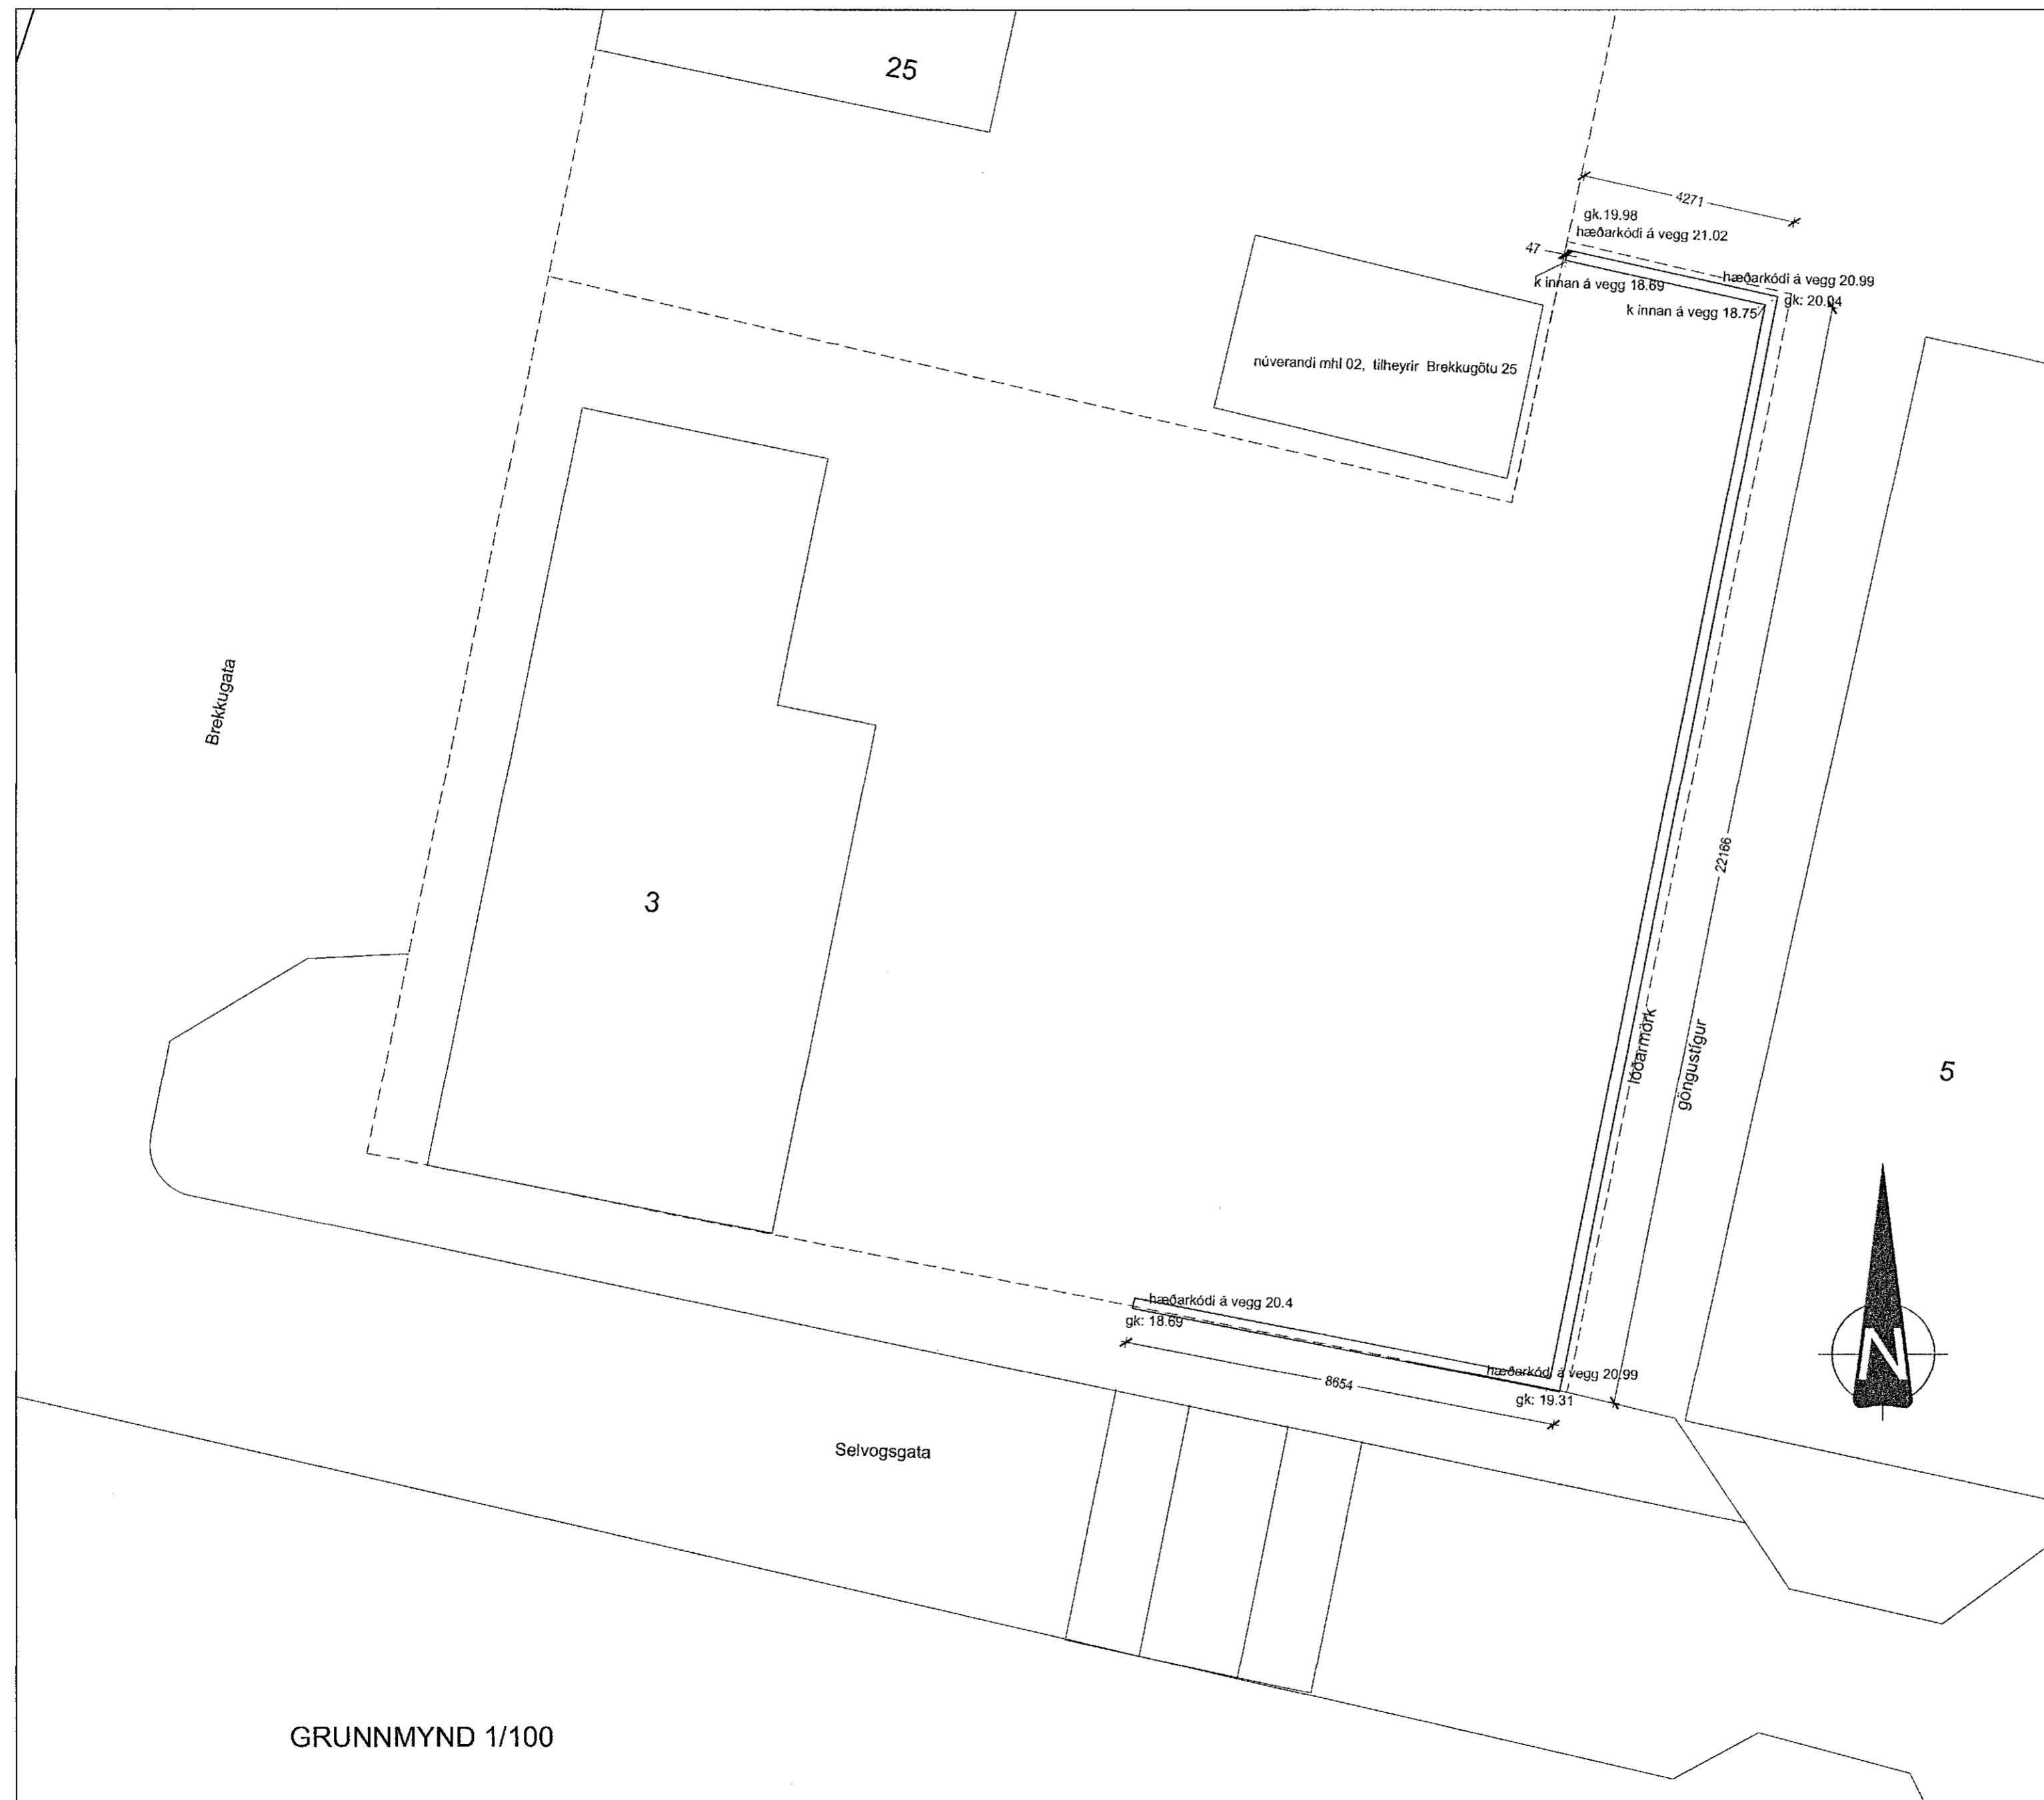 25
4271
gk.19.98
hæðarkódi á vegg 21.02
47
hæðarkódi á vegg 20.99
k innan á vegg 18.69
gk: 20.04
k innan á vegg 18.75
núverandi mhl 02, tilheyrir Brekkugötu 25
Brekkugata
22166
3
lóðarmörk
göngustígur
5
hæðarkódi á vegg 20.4
gk: 18.69
hæðarkódi á vegg 20.99
8654
gk: 19.31
N
Selvogsgata
GRUNNMYND 1/100